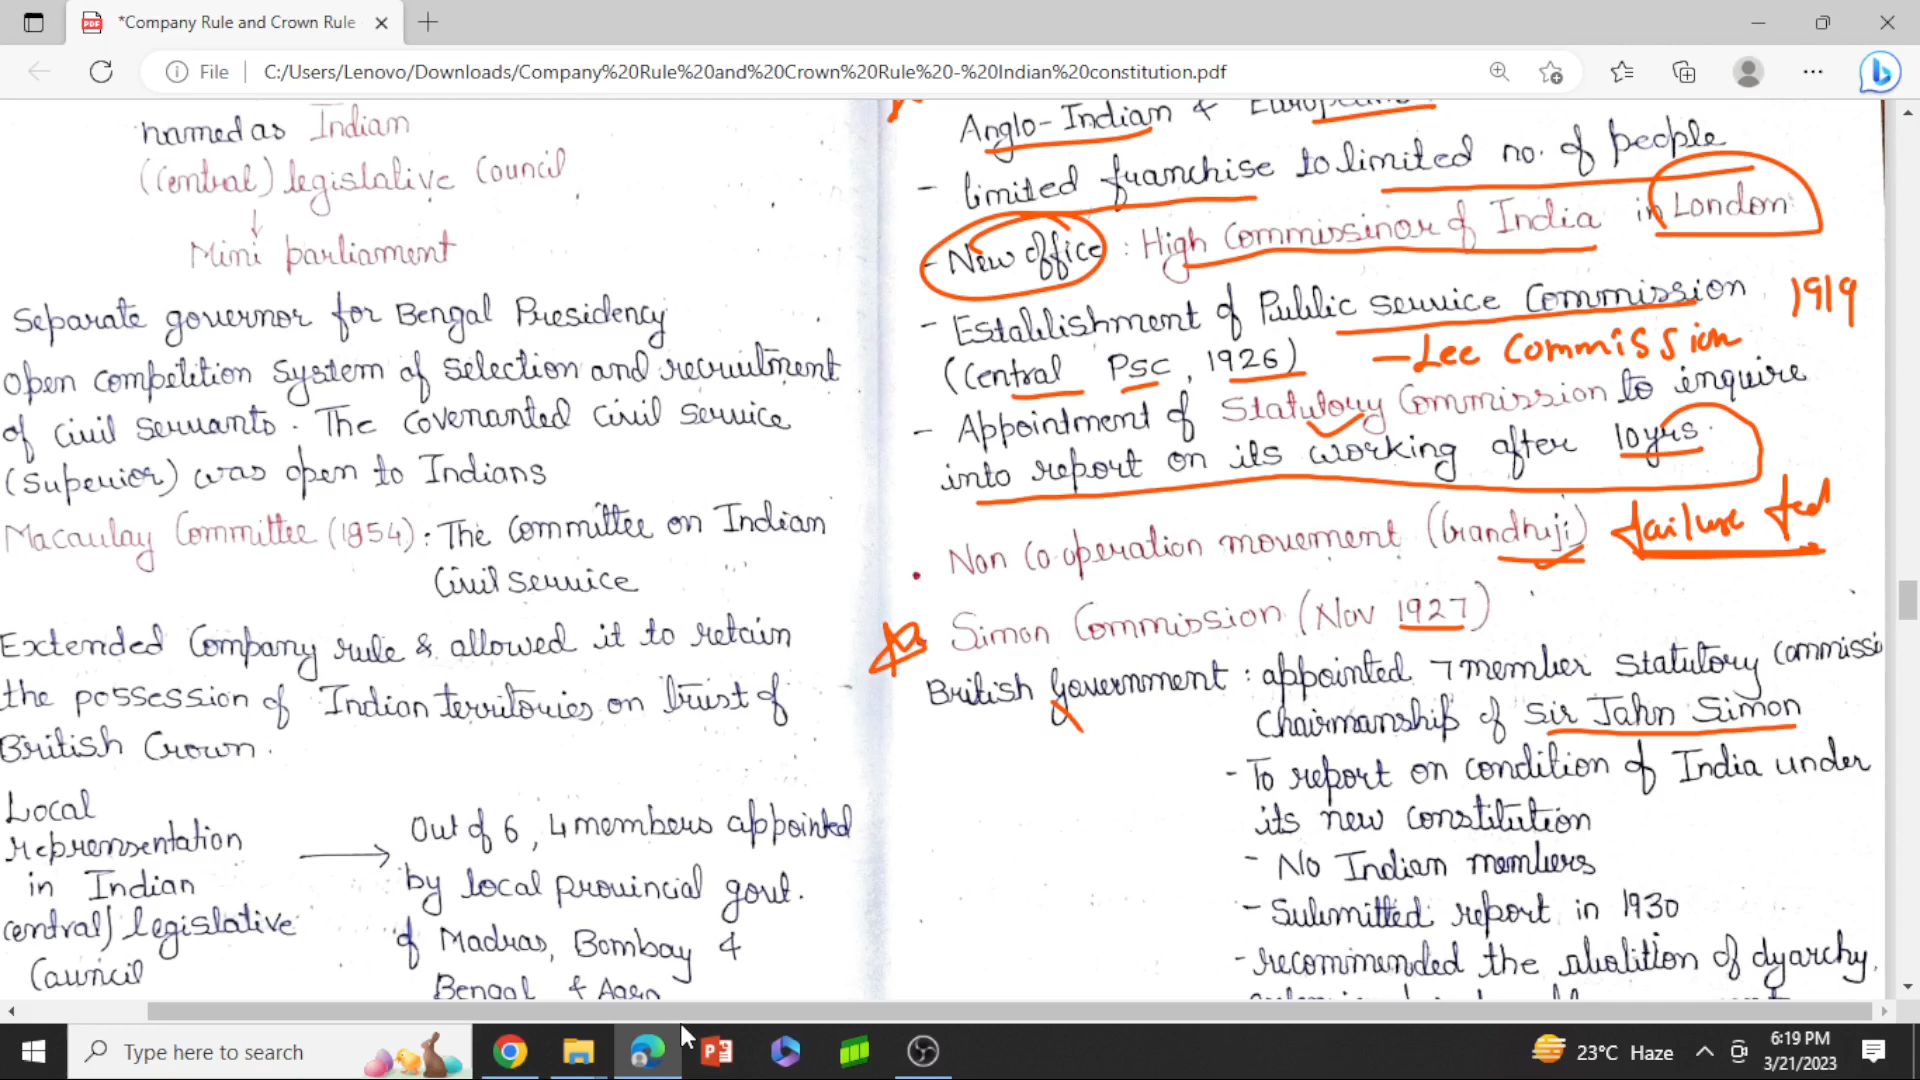 *Company Rule and Crown Rule
File
C:/Users/Lenovo/Downloads/Company%20Rule%20and%20Crown%20Rule%20-%20Indian%20constitution.pdf
named as Indian
(central) legislative Council
Mini parliament
Separate governor for Bengal Presidency
open competition system of selection and recruitment
of civil servants. The covenanted civil service
(superior) was open to Indians
Macaulay Committee (1854): The committee on Indian
Civil service
Extended Company rule & allowed it to retain
the possession of Indian territories on trust of
British Crown.
Local
representation
in Indian
central) legislative
Council
Out of 6, 4 members appointed
by local provincial govt.
of Madras, Bombay &
Bengal & Agra
Anglo-Indian &
- limited franchise to limited no. of people
- New office : High Commissinor of India in London
- Establishment of Public service Commission 1919
(Central PSC, 1926) - Lee Commission
- Appointment of Statutory Commission to inquire
into report on its working after 10yrs.
• Non Co-operation movement (Gandhiji) failure
Simon Commission (Nov 1927)
British Government : appointed 7 member Statutory Commissi
Chairmanship of Sir John Simon
- To report on condition of India under
its new constitution
- No Indian members
- Submitted report in 1930
- recommended the abolition of dyarchy,
Type here to search
23°C Haze
6:19 PM
3/21/2023